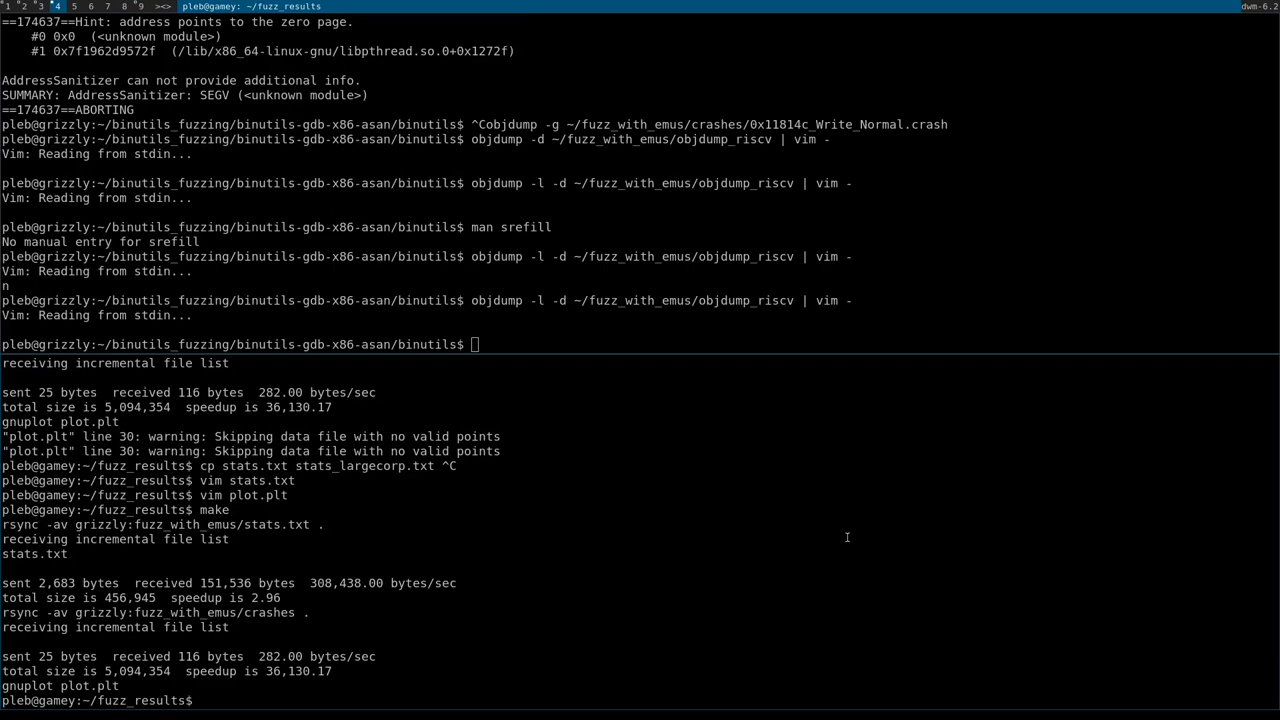 1 2 3 4 5 6 7 8 9 ><> pleb@gamey: ~/fuzz_results dwm-6.2
==174637==Hint: address points to the zero page.
#0 0x0 (<unknown module>)
#1 0x7f1962d9572f (/lib/x86_64-linux-gnu/libpthread.so.0+0x1272f)
AddressSanitizer can not provide additional info.
SUMMARY: AddressSanitizer: SEGV (<unknown module>)
==174637==ABORTING
pleb@grizzly:~/binutils_fuzzing/binutils-gdb-x86-asan/binutils$ ^Cobjdump -g ~/fuzz_with_emus/crashes/0x11814c_Write_Normal.crash
pleb@grizzly:~/binutils_fuzzing/binutils-gdb-x86-asan/binutils$ objdump -d ~/fuzz_with_emus/objdump_riscv | vim -
Vim: Reading from stdin...
pleb@grizzly:~/binutils_fuzzing/binutils-gdb-x86-asan/binutils$ objdump -l -d ~/fuzz_with_emus/objdump_riscv | vim -
Vim: Reading from stdin...
pleb@grizzly:~/binutils_fuzzing/binutils-gdb-x86-asan/binutils$ man srefill
No manual entry for srefill
pleb@grizzly:~/binutils_fuzzing/binutils-gdb-x86-asan/binutils$ objdump -l -d ~/fuzz_with_emus/objdump_riscv | vim -
Vim: Reading from stdin...
n
pleb@grizzly:~/binutils_fuzzing/binutils-gdb-x86-asan/binutils$ objdump -l -d ~/fuzz_with_emus/objdump_riscv | vim -
Vim: Reading from stdin...
pleb@grizzly:~/binutils_fuzzing/binutils-gdb-x86-asan/binutils$
receiving incremental file list
sent 25 bytes  received 116 bytes  282.00 bytes/sec
total size is 5,094,354  speedup is 36,130.17
gnuplot plot.plt
"plot.plt" line 30: warning: Skipping data file with no valid points
"plot.plt" line 30: warning: Skipping data file with no valid points
pleb@gamey:~/fuzz_results$ cp stats.txt stats_largecorp.txt ^C
pleb@gamey:~/fuzz_results$ vim stats.txt
pleb@gamey:~/fuzz_results$ vim plot.plt
pleb@gamey:~/fuzz_results$ make
rsync -av grizzly:fuzz_with_emus/stats.txt .
receiving incremental file list
stats.txt
sent 2,683 bytes  received 151,536 bytes  308,438.00 bytes/sec
total size is 456,945  speedup is 2.96
rsync -av grizzly:fuzz_with_emus/crashes .
receiving incremental file list
sent 25 bytes  received 116 bytes  282.00 bytes/sec
total size is 5,094,354  speedup is 36,130.17
gnuplot plot.plt
pleb@gamey:~/fuzz_results$